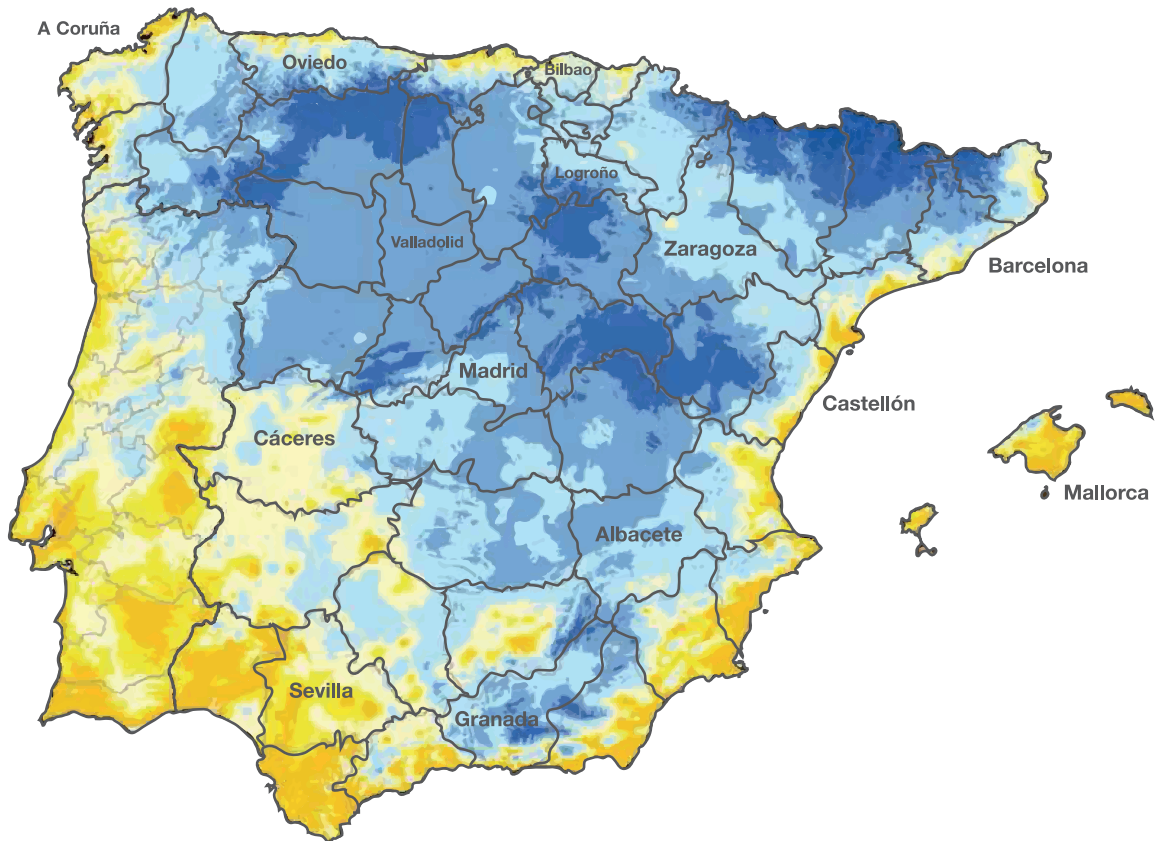 A Coruña
Oviedo
Bilbao
Logroño
Valladolid
Zaragoza
Barcelona
Madrid
Castellón
Cáceres
Mallorca
Albacete
Sevilla
Granada